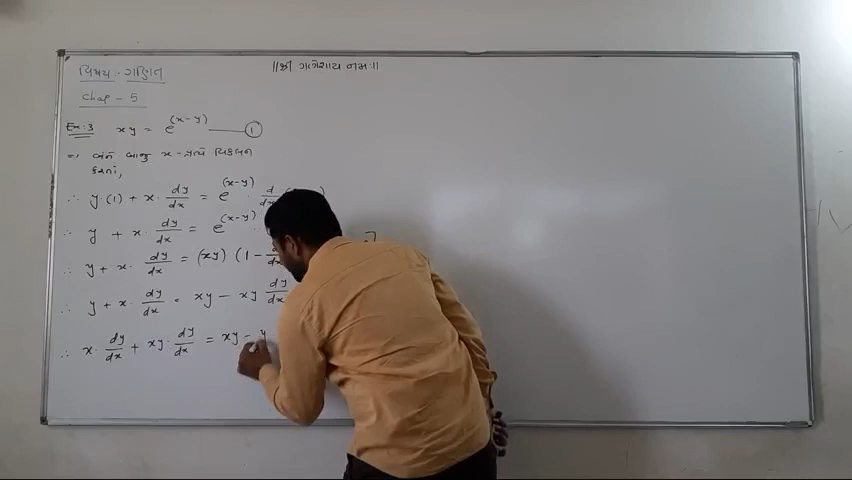 ॥શ્રી ગણેશાય નમઃ॥
વિષય:- ગણિત
Chap - 5
Ex:3 xy = e^(x-y) ——— ①
=> બંને બાજુ x-પ્રત્યે વિકલન
કરતાં,
∴ y·(1) + x· dy/dx = e^(x-y) · d/dx
∴ y + x· dy/dx = e^(x-y) ·
∴ y + x· dy/dx = (xy) (1 -
∴ y + x· dy/dx = xy - xy dy/dx
∴ x· dy/dx + xy· dy/dx = xy - y